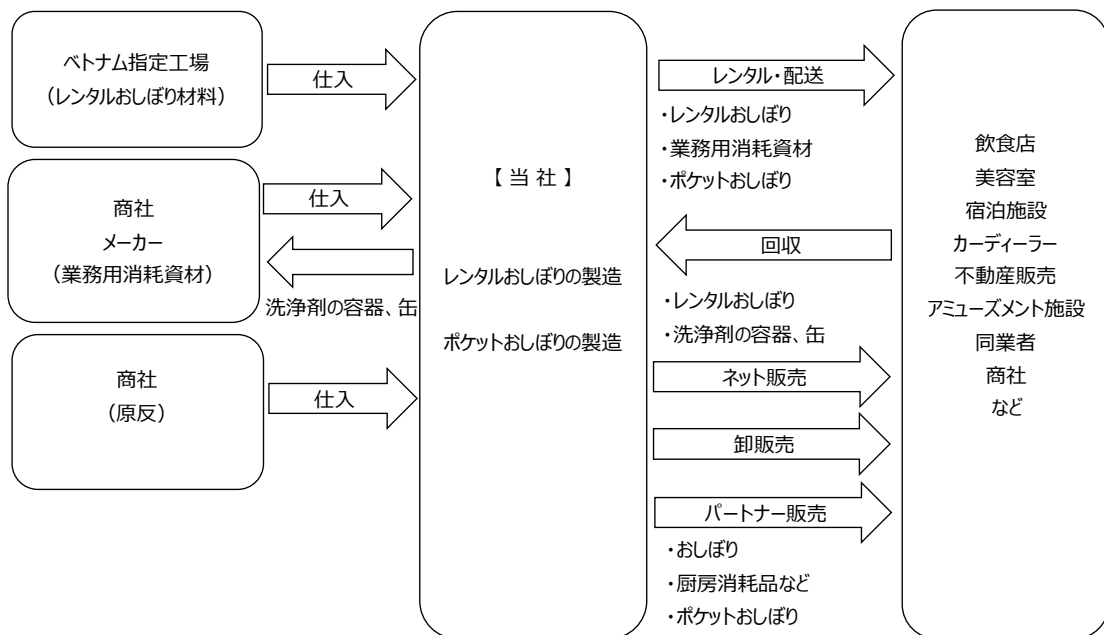 ベトナム指定工場
（レンタルおしぼり材料）
仕入
商社
メーカー
（業務用消耗資材）
仕入
洗浄剤の容器、缶
商社
（原反）
仕入
【 当 社 】
レンタルおしぼりの製造
ポケットおしぼりの製造
レンタル・配送
・レンタルおしぼり
・業務用消耗資材
・ポケットおしぼり
回収
・レンタルおしぼり
・洗浄剤の容器、缶
ネット販売
卸販売
パートナー販売
・おしぼり
・厨房消耗品など
・ポケットおしぼり
飲食店
美容室
宿泊施設
カーディーラー
不動産販売
アミューズメント施設
同業者
商社
など